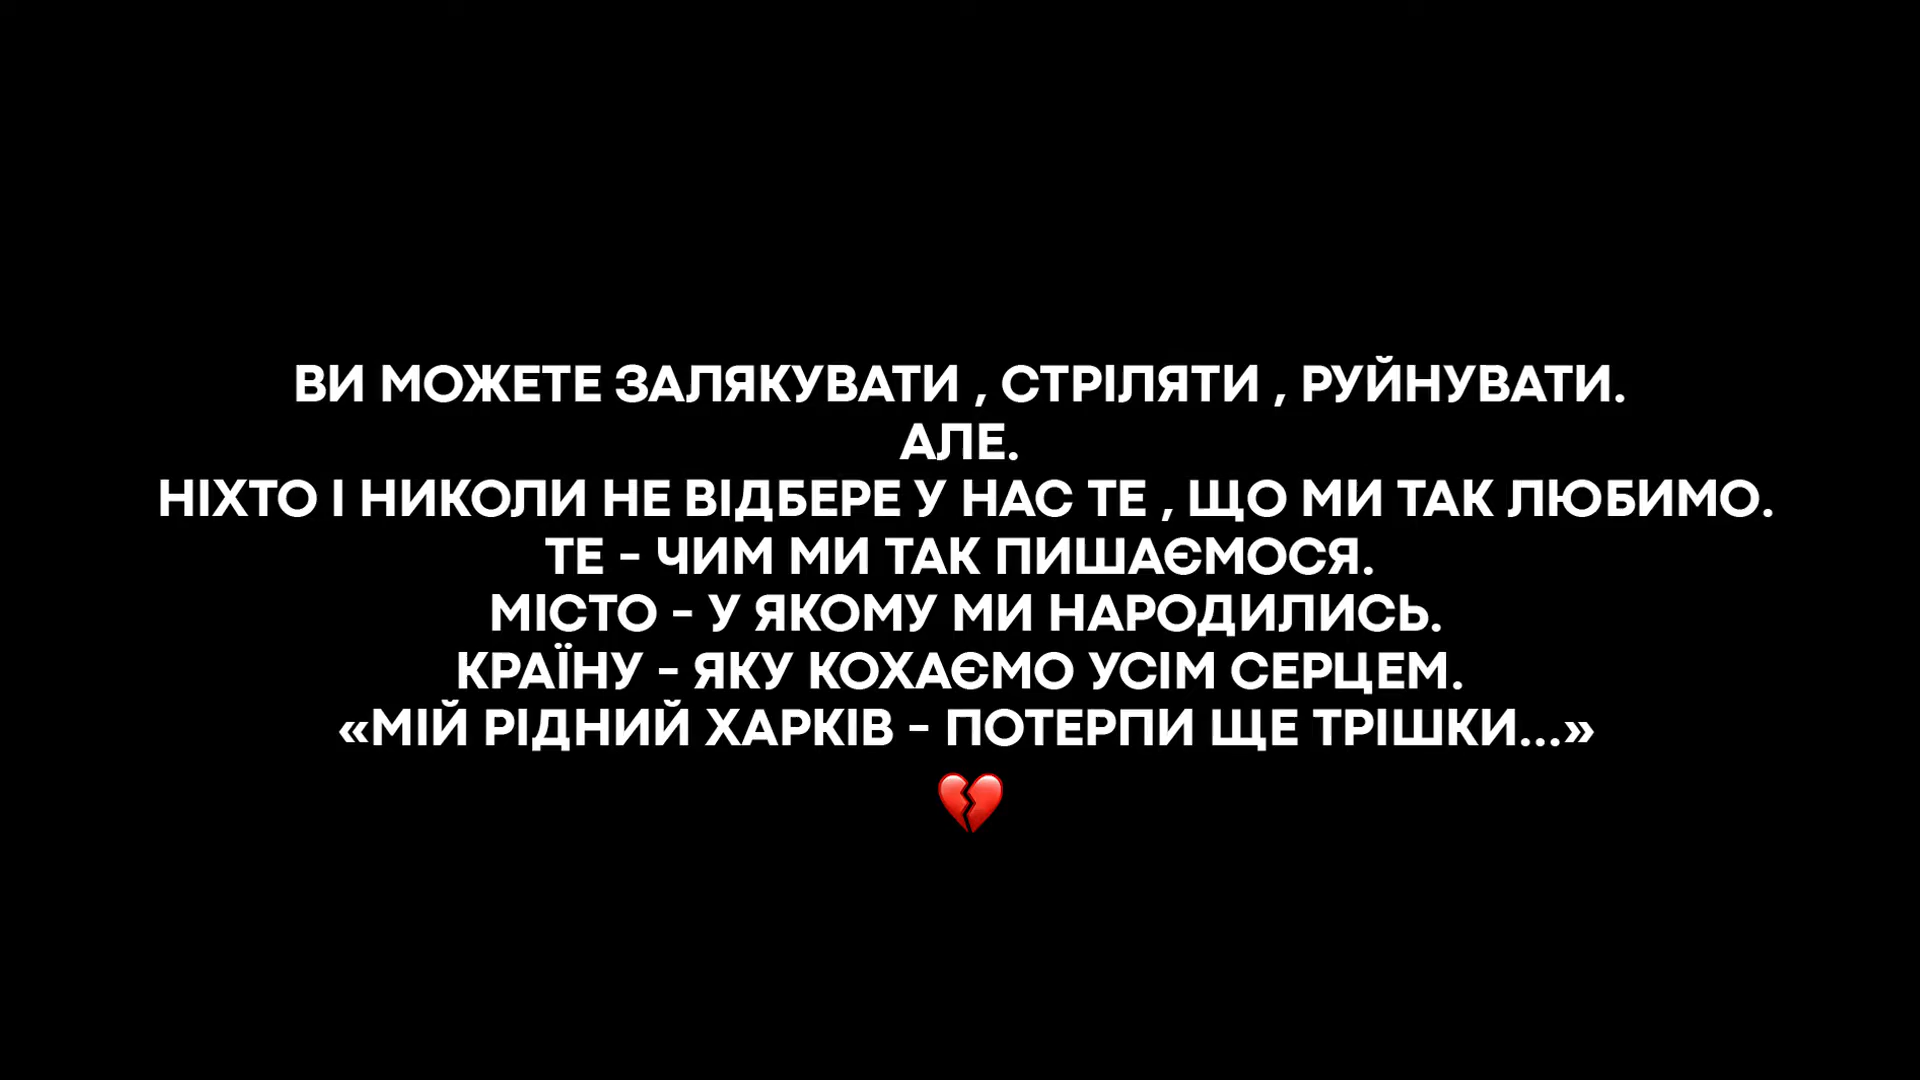 ВИ МОЖЕТЕ ЗАЛЯКУВАТИ , СТРІЛЯТИ , РУЙНУВАТИ.
АЛЕ.
НІХТО І НИКОЛИ НЕ ВІДБЕРЕ У НАС ТЕ , ЩО МИ ТАК ЛЮБИМО.
ТЕ - ЧИМ МИ ТАК ПИШАЄМОСЯ.
МІСТО - У ЯКОМУ МИ НАРОДИЛИСЬ.
КРАЇНУ - ЯКУ КОХАЄМО УСІМ СЕРЦЕМ.
«МІЙ РІДНИЙ ХАРКІВ - ПОТЕРПИ ЩЕ ТРІШКИ...»
💔